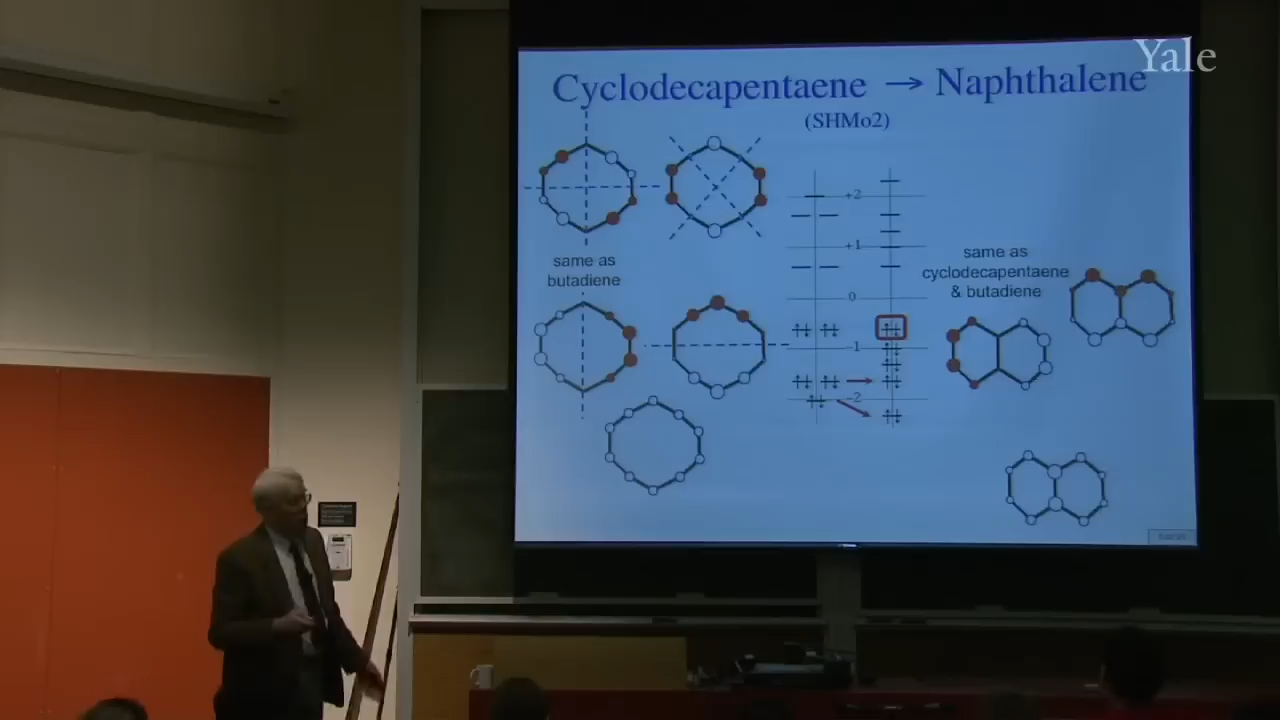 Yale
Cyclodecapentaene → Naphthalene
(SHMo2)
same as
butadiene
+2
+1
0
-1
-2
same as
cyclodecapentaene
& butadiene